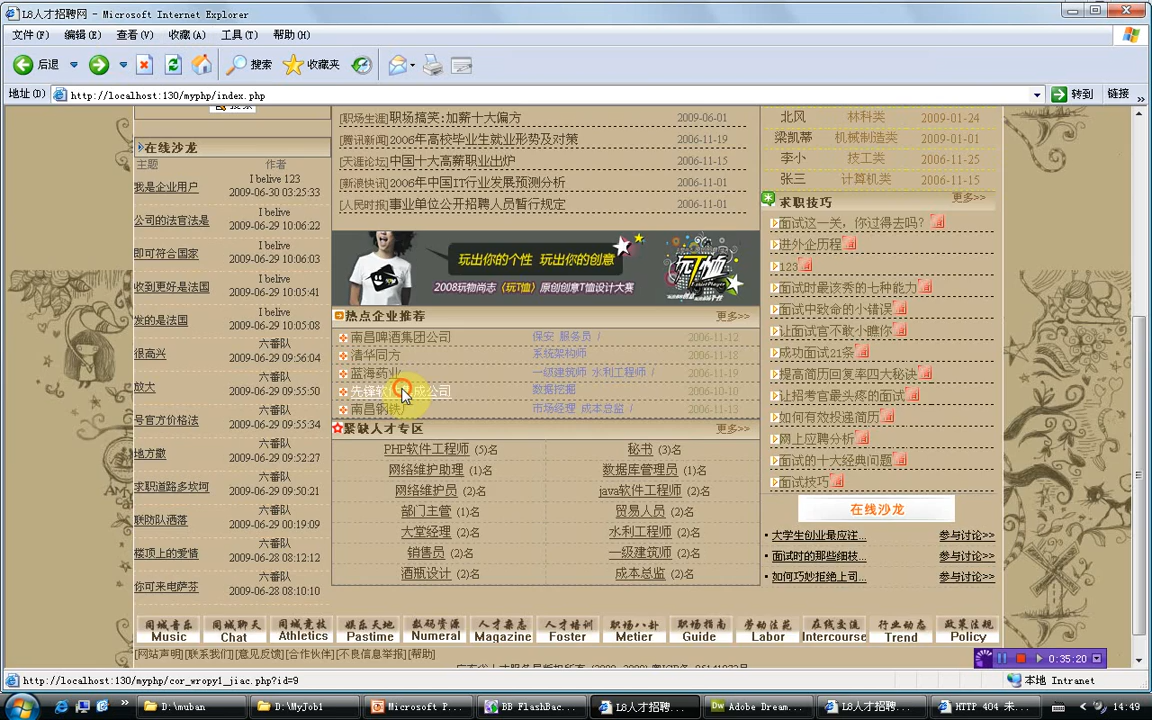 L8人才招聘网 - Microsoft Internet Explorer
文件(F) 编辑(E) 查看(V) 收藏(A) 工具(T) 帮助(H)
后退 搜索 收藏夹
地址(D) http://localhost:130/myphp/index.php 转到 链接 »
在线沙龙
主题 作者
我是企业用户 I belive 123 2009-06-30 03:25:33
公司的法官法是 I belive 2009-06-29 10:06:22
即可符合国家 I belive 2009-06-29 10:06:03
收到更好是法国 I belive 2009-06-29 10:05:41
发的是法国 I belive 2009-06-29 10:05:08
很高兴 六番队 2009-06-29 09:56:04
放大 六番队 2009-06-29 09:55:50
号官方价格法 六番队 2009-06-29 09:55:34
地方撒 六番队 2009-06-29 09:52:27
求职道路多坎坷 六番队 2009-06-29 09:50:21
联防队洒落 六番队 2009-06-29 00:19:09
楼顶上的爱情 六番队 2009-06-28 08:12:12
你可来电萨芬 六番队 2009-06-28 08:10:10
[职场生涯]职场搞笑:加薪十大偏方 2009-06-01
[腾讯新闻]2006年高校毕业生就业形势及对策 2006-11-19
[天涯论坛]中国十大高薪职业出炉 2006-11-15
[新浪快讯]2006年中国IT行业发展预测分析 2006-11-01
[人民时报]事业单位公开招聘人员暂行规定 2006-11-01
玩出你的个性 玩出你的创意
2008玩物尚志《玩T恤》原创创意T恤设计大赛
玩T恤
热点企业推荐 更多>>
南昌啤酒集团公司 保安 服务员 / 2006-11-12
清华同方 系统架构师 2006-11-18
蓝海药业 一级建筑师 水利工程师 / 2006-11-19
先锋软 成公司 数据挖掘 2006-10-10
南昌钢铁厂 市场经理 成本总监 / 2006-11-13
紧缺人才专区 更多>>
PHP软件工程师 (5)名 秘书 (3)名
网络维护助理 (1)名 数据库管理员 (1)名
网络维护员 (2)名 java软件工程师 (2)名
部门主管 (1)名 贸易人员 (2)名
大堂经理 (2)名 水利工程师 (2)名
销售员 (2)名 一级建筑师 (2)名
酒瓶设计 (2)名 成本总监 (2)名
北风 林科类 2009-01-24
梁凯蒂 机械制造类 2009-01-01
李小 技工类 2006-11-25
张三 计算机类 2006-11-15
求职技巧 更多>>
面试这一关，你过得去吗？
进外企历程
123
面试时最该秀的七种能力
面试中致命的小错误
让面试官不敢小瞧你
成功面试21条
提高简历回复率四大秘诀
让招考官最头疼的面试
如何有效投递简历
网上应聘分析
面试的十大经典问题
面试技巧
在线沙龙
大学生创业最应注... 参与讨论>>
面试时的那些细枝... 参与讨论>>
如何巧妙拒绝上司... 参与讨论>>
同城音乐 同城聊天 同城竞技 娱乐天地 数码资源 人才杂志 人才培训 职场八卦 职场指南 劳动法苑 在线交流 行业动态 政策法规
Music Chat Athletics Pastime Numeral Magazine Foster Metier Guide Labor Intercourse Trend Policy
[网站声明][联系我们][意见反馈][合作伙伴][不良信息举报][帮助]
0:35:20
http://localhost:130/myphp/cor_wropy1_jiac.php?id=9 本地 Intranet
D:\muban D:\MyJob1 Microsoft P... BB FlashBac... L8人才招聘... Adobe Dream... L8人才招聘... HTTP 404 未... 14:49